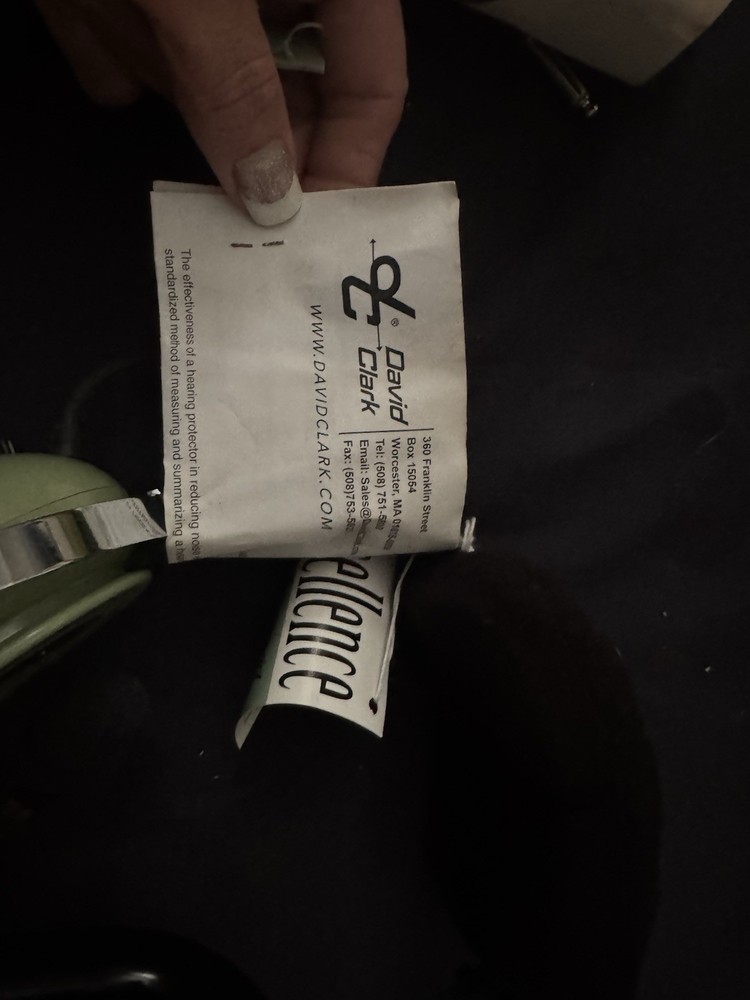 David
Clark
®
360 Franklin Street
Box 15054
Worcester, MA
Tel: (508) 751-
Email: Sales@
Fax: (508)753-
WWW.DAVIDCLARK.COM
The effectiveness of a hearing protector in reducing
standardized method of measuring and summarizing a
ellence